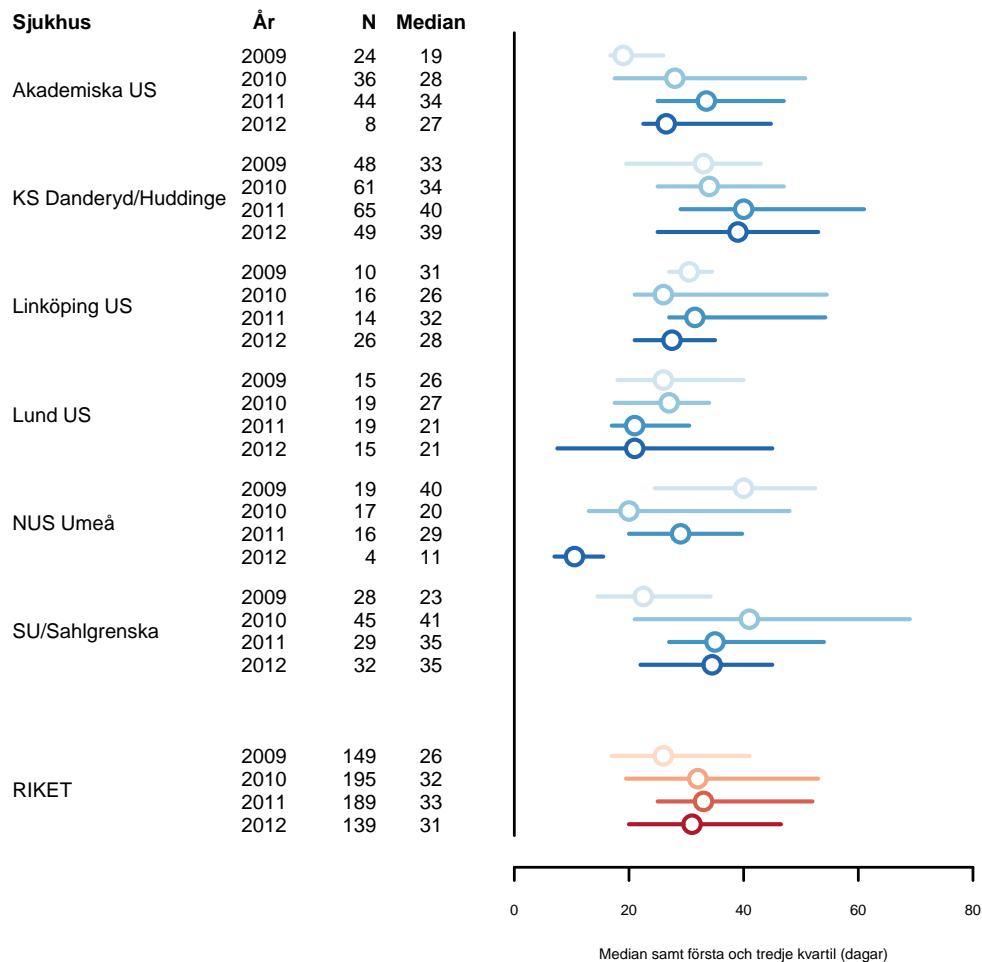 Sjukhus År N Median
Akademiska US
2009 24 19
2010 36 28
2011 44 34
2012 8 27
KS Danderyd/Huddinge
2009 48 33
2010 61 34
2011 65 40
2012 49 39
Linköping US
2009 10 31
2010 16 26
2011 14 32
2012 26 28
Lund US
2009 15 26
2010 19 27
2011 19 21
2012 15 21
NUS Umeå
2009 19 40
2010 17 20
2011 16 29
2012 4 11
SU/Sahlgrenska
2009 28 23
2010 45 41
2011 29 35
2012 32 35
RIKET
2009 149 26
2010 195 32
2011 189 33
2012 139 31
0 20 40 60 80
Median samt första och tredje kvartil (dagar)